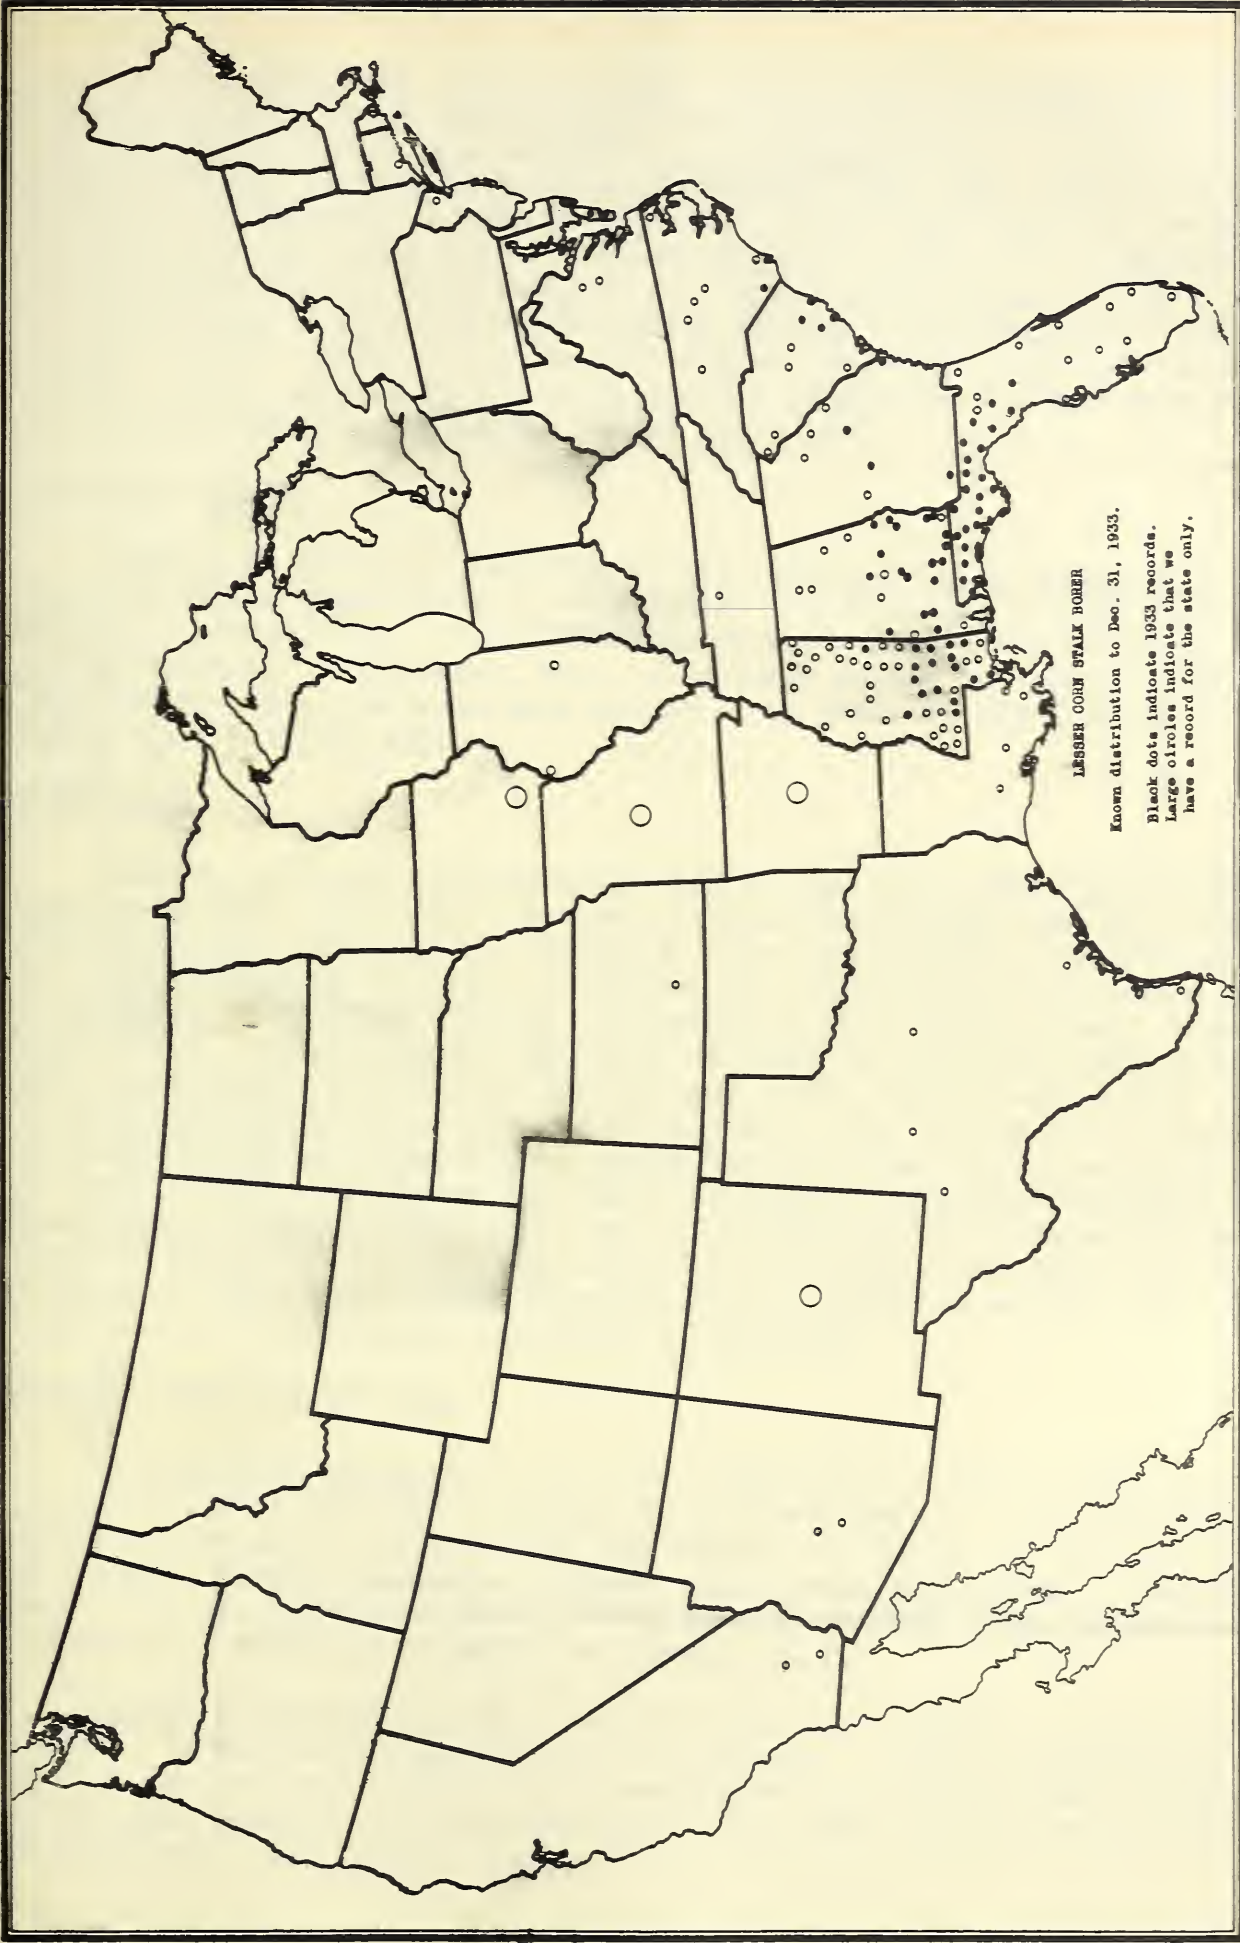 LESSER CORN STALK BORER
Known distribution to Dec. 31, 1933.
Black dots indicate 1933 records.
Large circles indicate that we
have a record for the state only.